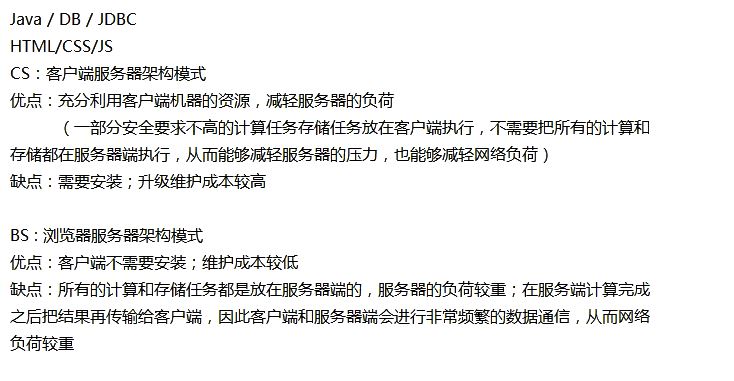 Java / DB / JDBC
HTML/CSS/JS
CS：客户端服务器架构模式
优点：充分利用客户端机器的资源，减轻服务器的负荷
（一部分安全要求不高的计算任务存储任务放在客户端执行，不需要把所有的计算和
存储都在服务器端执行，从而能够减轻服务器的压力，也能够减轻网络负荷）
缺点：需要安装；升级维护成本较高
BS：浏览器服务器架构模式
优点：客户端不需要安装；维护成本较低
缺点：所有的计算和存储任务都是放在服务器端的，服务器的负荷较重；在服务端计算完成
之后把结果再传输给客户端，因此客户端和服务器端会进行非常频繁的数据通信，从而网络
负荷较重